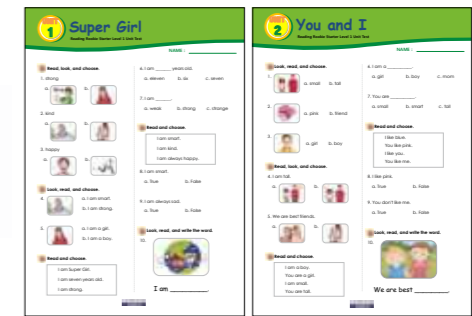 UNIT
1
Super Girl
Reading Rookie Starter Level 1 Unit Test
NAME :
Read, look, and choose.
1. strong
a.
b.
2. kind
a.
b.
3. happy
a.
b.
Look, read, and choose.
4.
a. I am smart.
b. I am strong.
5.
a. I am a girl.
b. I am a boy.
Read and choose.
I am Super Girl.
I am seven years old.
I am strong.
6. I am ______ years old.
a. eleven
b. six
c. seven
7. I am ______.
a. weak
b. strong
c. change
Read and choose.
I am smart.
I am kind.
I am always happy.
8. I am smart.
a. True
b. False
9. I am always sad.
a. True
b. False
Look, read, and write the word.
10.
I am ________.
UNIT
2
You and I
Reading Rookie Starter Level 1 Unit Test
NAME :
Look, read, and choose.
1.
a. small
b. tall
2.
a. pink
b. friend
3.
a. girl
b. boy
Read, look, and choose.
4. I am tall.
a.
b.
5. We are best friends.
a.
b.
Read and choose.
I am a boy.
You are a girl.
I am small.
You are tall.
6. I am a ________.
a. girl
b. boy
c. mom
7. You are ________.
a. small
b. smart
c. tall
Read and choose.
I like blue.
You like pink.
I like you.
You like me.
8. I like pink.
a. True
b. False
9. You don't like me.
a. True
b. False
Look, read, and write the word.
10.
We are best ________.